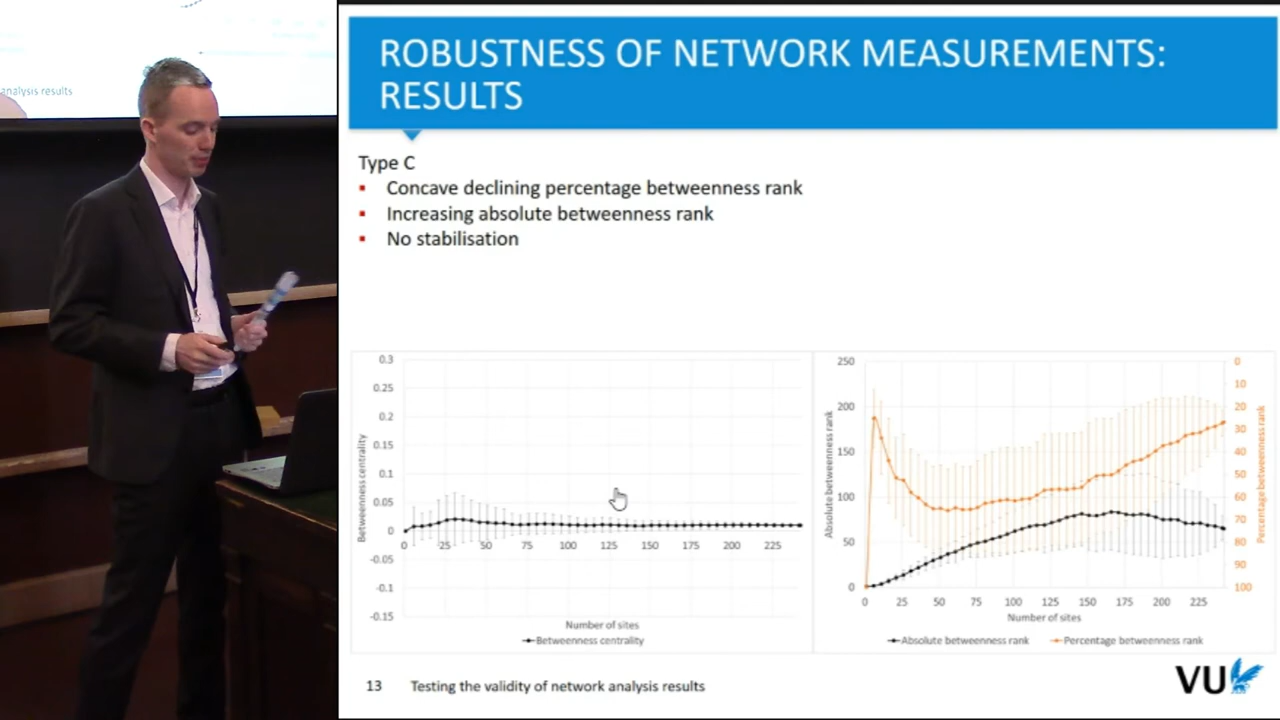 analysis results
ROBUSTNESS OF NETWORK MEASUREMENTS:
RESULTS
Type C
▪ Concave declining percentage betweenness rank
▪ Increasing absolute betweenness rank
▪ No stabilisation
Betweenness centrality
0.3
0.25
0.2
0.15
0.1
0.05
0
-0.05
-0.1
-0.15
0 25 50 75 100 125 150 175 200 225
Number of sites
Betweenness centrality
Absolute betweenness rank
250
200
150
100
50
0
0 25 50 75 100 125 150 175 200 225
Number of sites
0
10
20
30
40
50
60
70
80
90
100
Percentage betweenness rank
Absolute betweenness rank Percentage betweenness rank
13 Testing the validity of network analysis results
VU